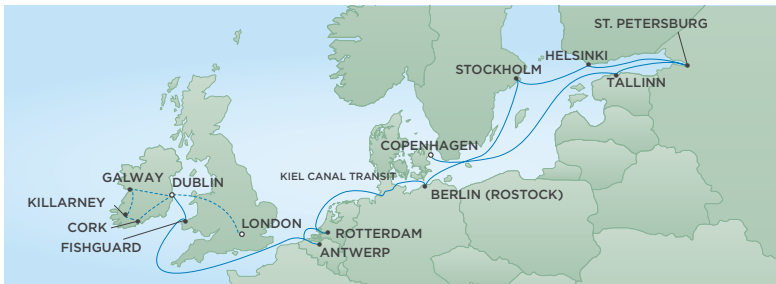 ST. PETERSBURG
HELSINKI
STOCKHOLM
TALLINN
COPENHAGEN
KIEL CANAL TRANSIT
GALWAY
DUBLIN
BERLIN (ROSTOCK)
KILLARNEY
CORK
LONDON
ROTTERDAM
FISHGUARD
ANTWERP